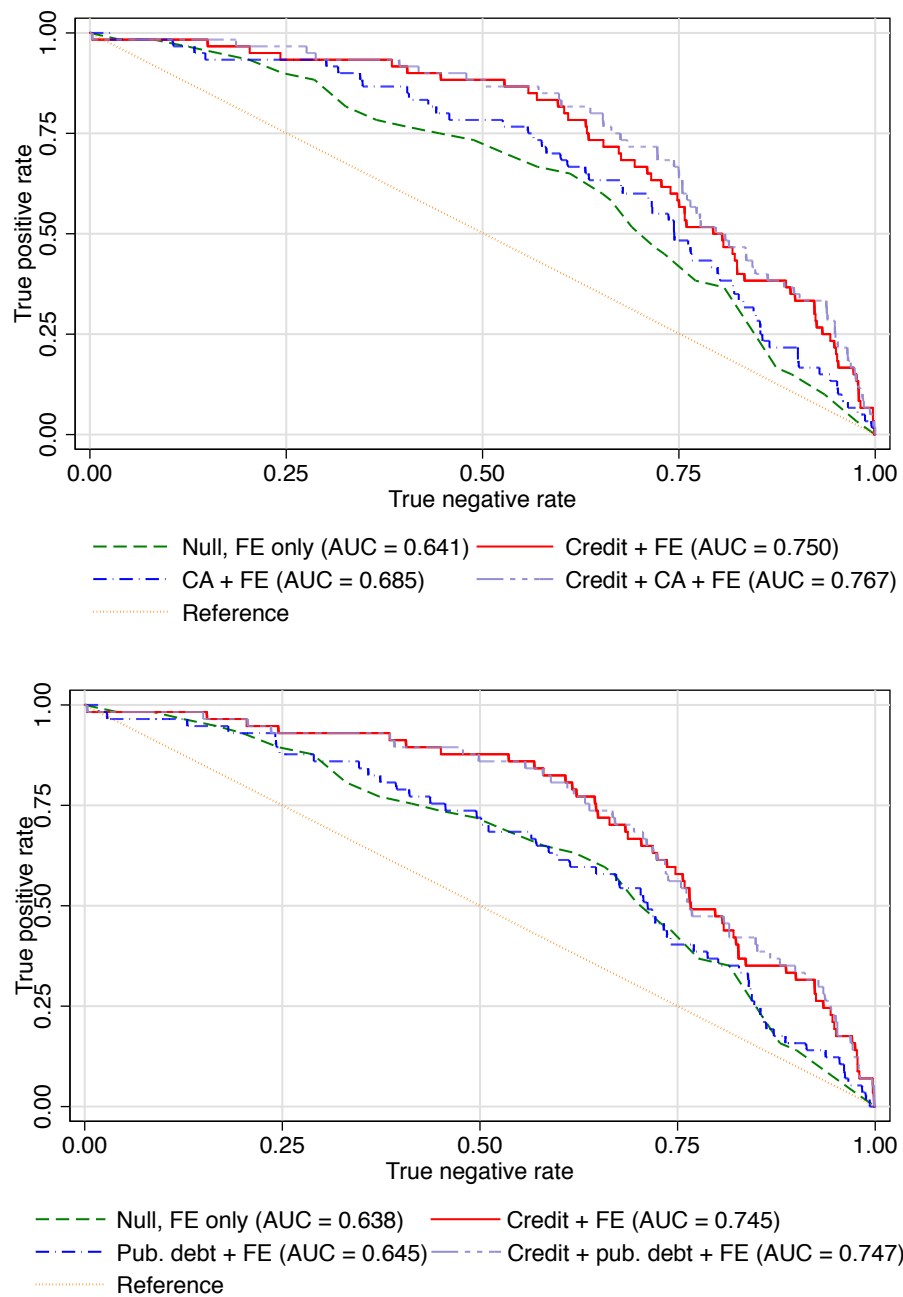 1.00
0.75
0.50
0.25
0.00
True positive rate
0.00 0.25 0.50 0.75 1.00
True negative rate
Null, FE only (AUC = 0.641) Credit + FE (AUC = 0.750)
CA + FE (AUC = 0.685) Credit + CA + FE (AUC = 0.767)
Reference
1.00
0.75
0.50
0.25
0.00
True positive rate
0.00 0.25 0.50 0.75 1.00
True negative rate
Null, FE only (AUC = 0.638) Credit + FE (AUC = 0.745)
Pub. debt + FE (AUC = 0.645) Credit + pub. debt + FE (AUC = 0.747)
Reference